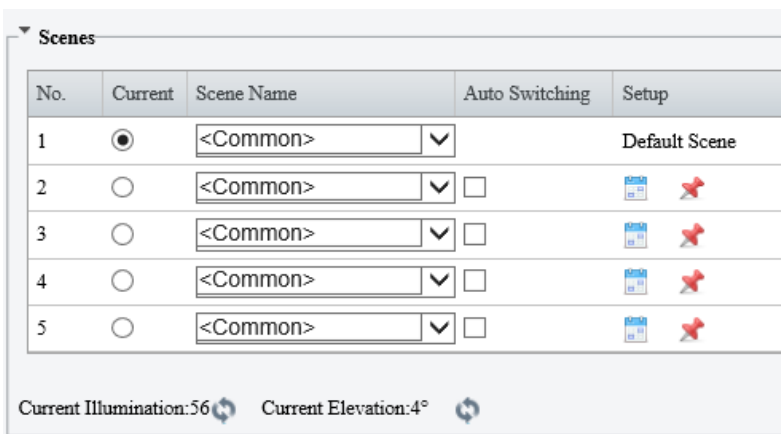 Scenes
No. Current Scene Name Auto Switching Setup
1 <Common> Default Scene
2 <Common>
3 <Common>
4 <Common>
5 <Common>
Current Illumination:56 Current Elevation:4°